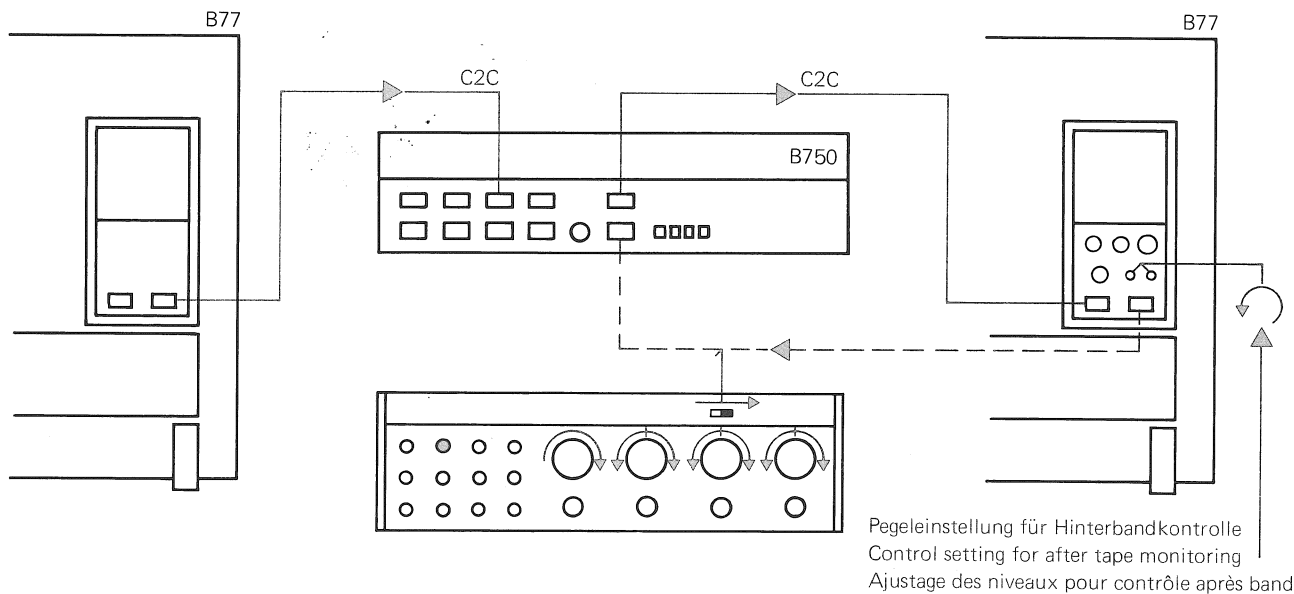 B77
B77
C2C
C2C
B750
Pegeleinstellung für Hinterbandkontrolle
Control setting for after tape monitoring
Ajustage des niveaux pour contrôle après band